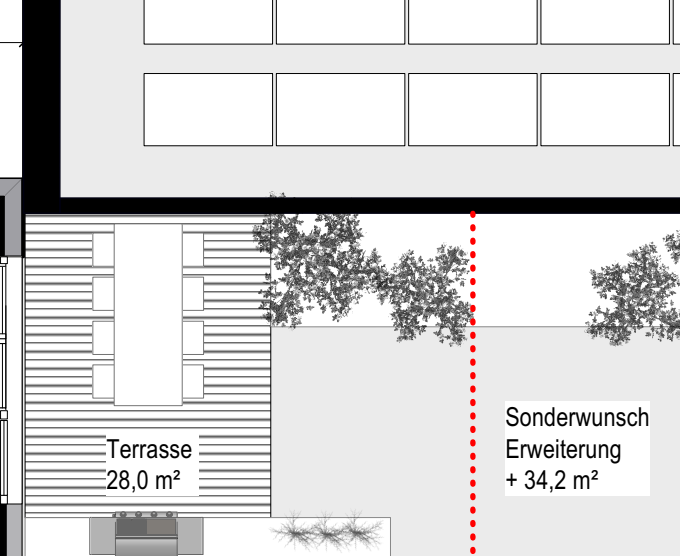 Terrasse
28,0 m²
Sonderwunsch
Erweiterung
+ 34,2 m²